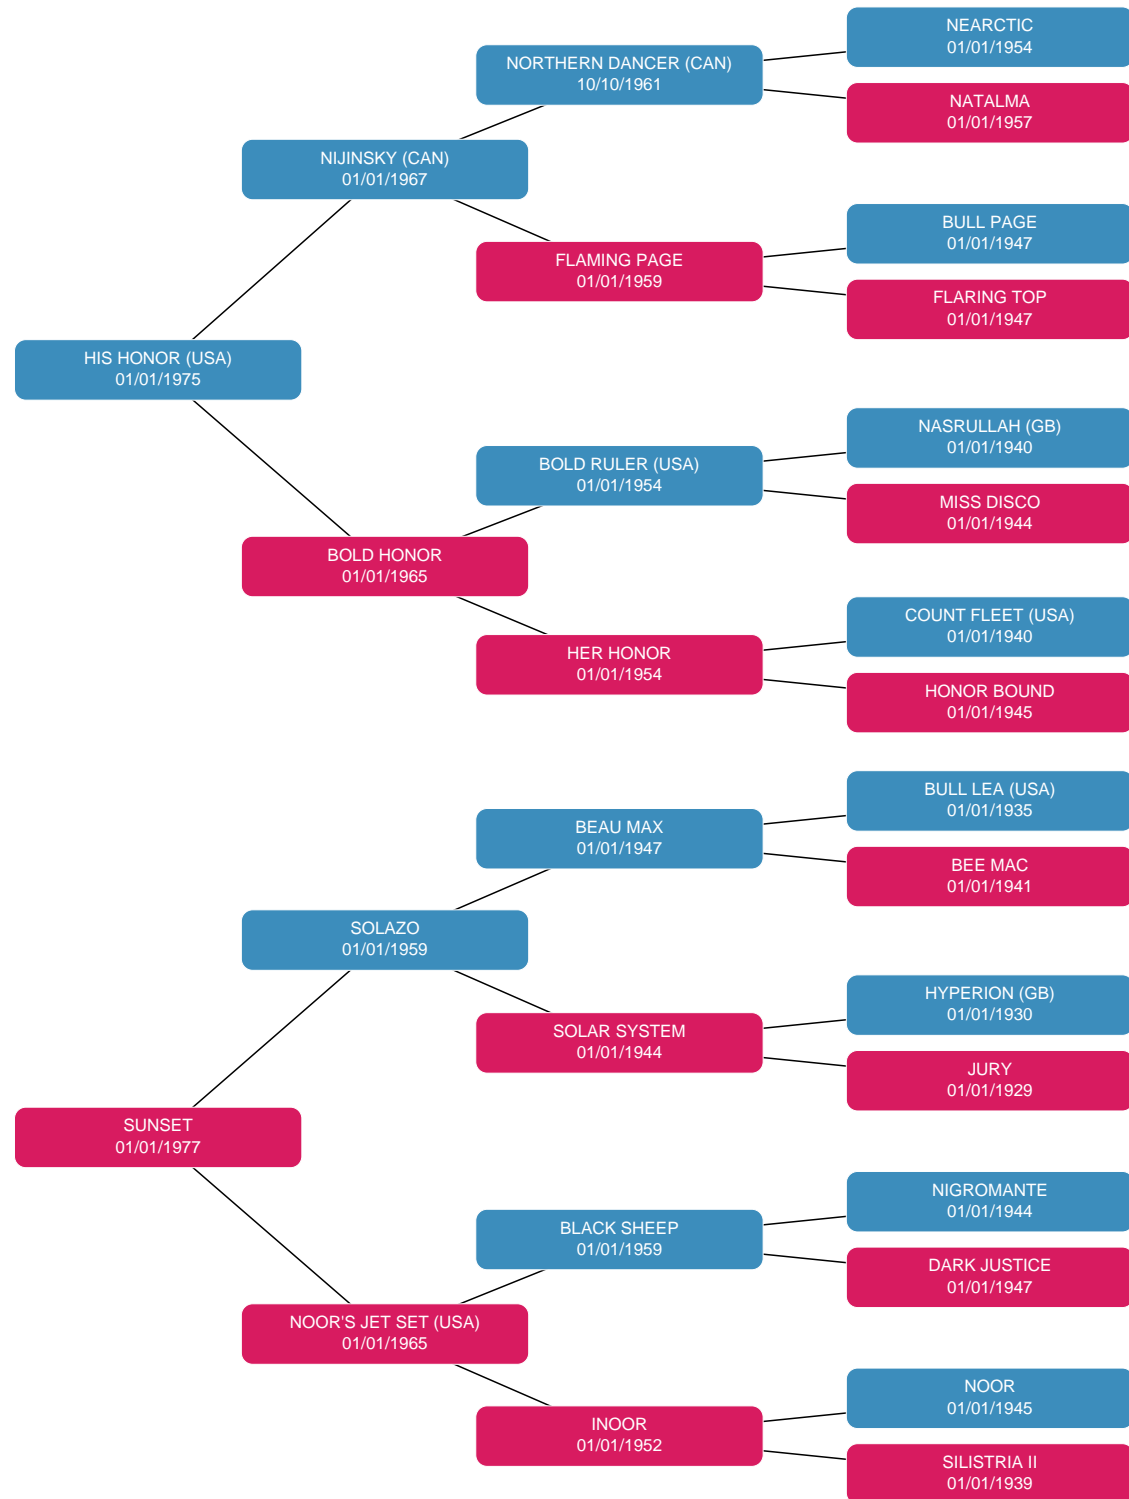 NEARCTIC
01/01/1954
NORTHERN DANCER (CAN)
10/10/1961
NATALMA
01/01/1957
NIJINSKY (CAN)
01/01/1967
BULL PAGE
01/01/1947
FLAMING PAGE
01/01/1959
FLARING TOP
01/01/1947
HIS HONOR (USA)
01/01/1975
NASRULLAH (GB)
01/01/1940
BOLD RULER (USA)
01/01/1954
MISS DISCO
01/01/1944
BOLD HONOR
01/01/1965
COUNT FLEET (USA)
01/01/1940
HER HONOR
01/01/1954
HONOR BOUND
01/01/1945
BULL LEA (USA)
01/01/1935
BEAU MAX
01/01/1947
BEE MAC
01/01/1941
SOLAZO
01/01/1959
HYPERION (GB)
01/01/1930
SOLAR SYSTEM
01/01/1944
JURY
01/01/1929
SUNSET
01/01/1977
NIGROMANTE
01/01/1944
BLACK SHEEP
01/01/1959
DARK JUSTICE
01/01/1947
NOOR'S JET SET (USA)
01/01/1965
NOOR
01/01/1945
INOOR
01/01/1952
SILISTRIA II
01/01/1939